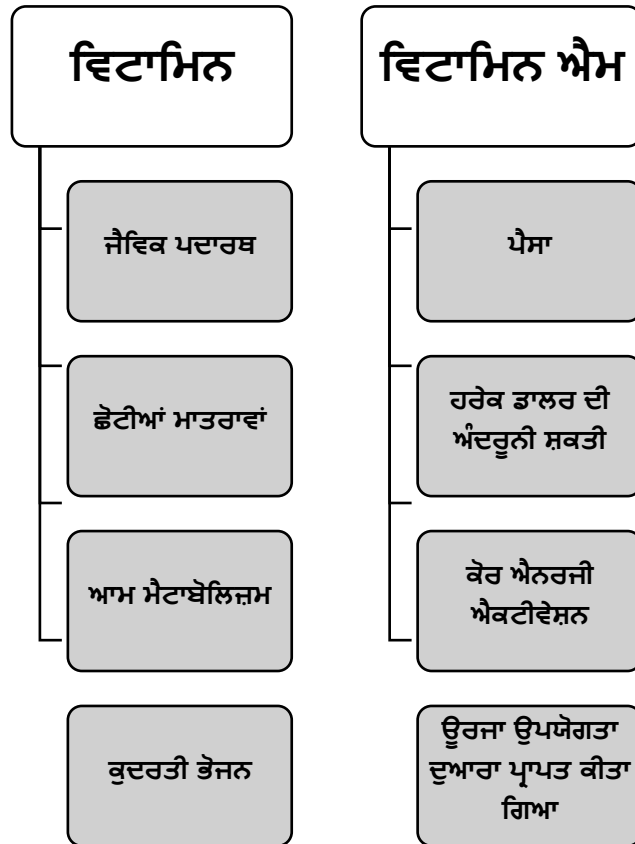 ਵਿਟਾਮਿਨ
ਜੈਵਿਕ ਪਦਾਰਥ
ਛੋਟੀਆਂ ਮਾਤਰਾਵਾਂ
ਆਮ ਮੈਟਾਬੋਲਿਜ਼ਮ
ਕੁਦਰਤੀ ਭੋਜਨ
ਵਿਟਾਮਿਨ ਐਮ
ਪੈਸਾ
ਹਰੇਕ ਡਾਲਰ ਦੀ
ਅੰਦਰੂਨੀ ਸ਼ਕਤੀ
ਕੋਰ ਐਨਰਜੀ
ਐਕਟੀਵੇਸ਼ਨ
ਊਰਜਾ ਉਪਯੋਗਤਾ
ਦੁਆਰਾ ਪ੍ਰਾਪਤ ਕੀਤਾ
ਗਿਆ